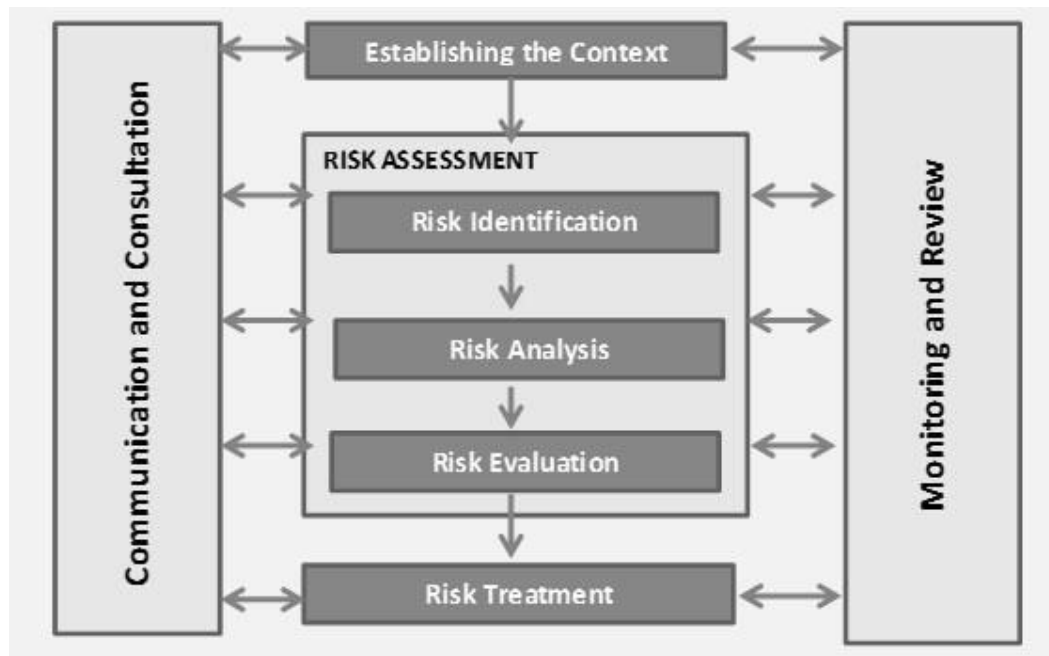 Communication and Consultation
Establishing the Context
RISK ASSESSMENT
Risk Identification
Risk Analysis
Risk Evaluation
Risk Treatment
Monitoring and Review